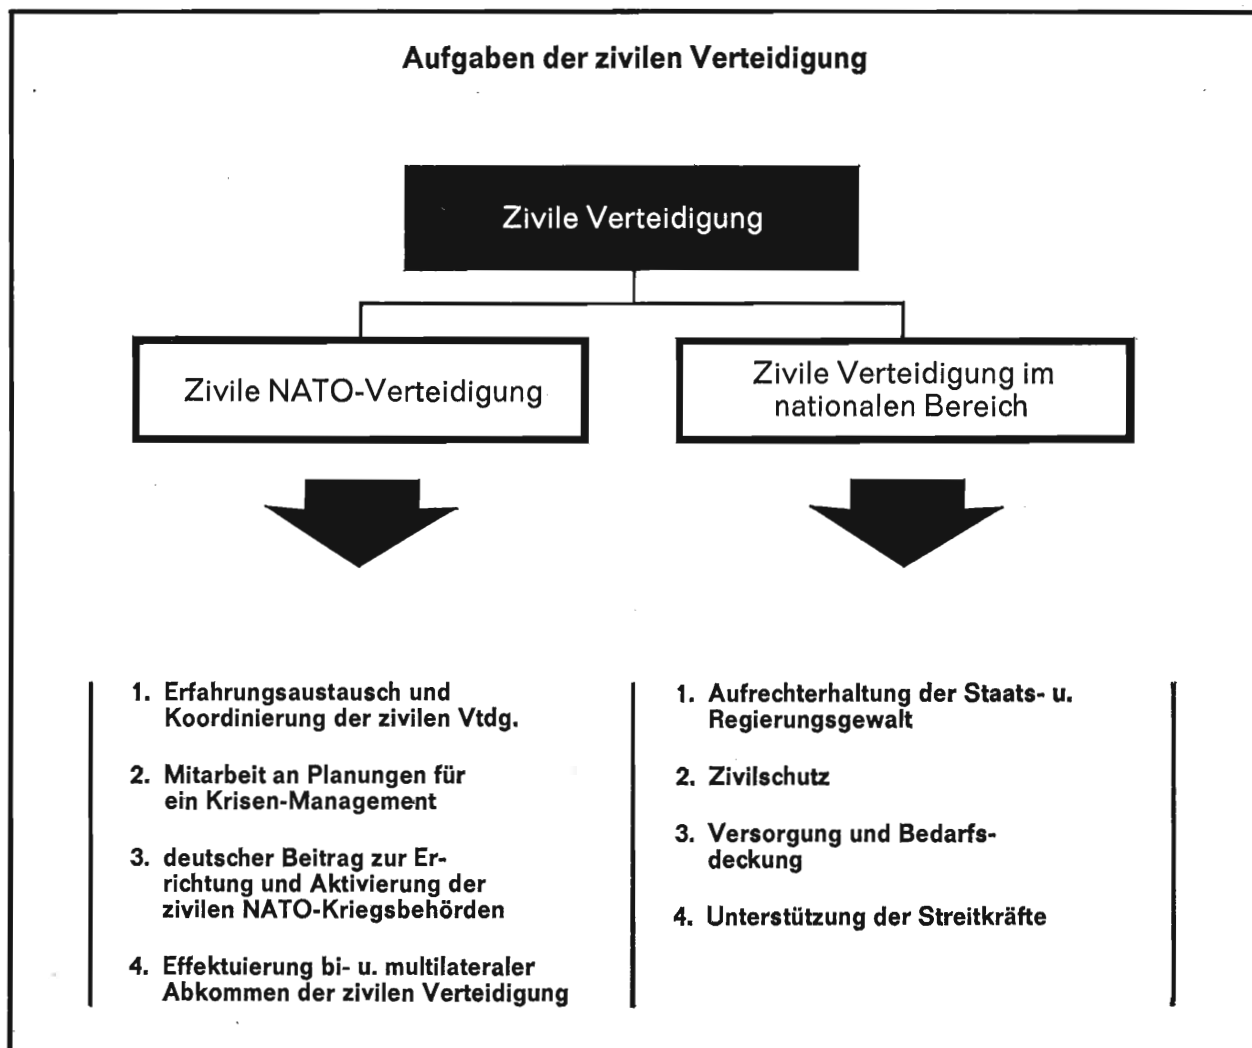 Aufgaben der zivilen Verteidigung
Zivile Verteidigung
Zivile NATO-Verteidigung
Zivile Verteidigung im
nationalen Bereich
1. Erfahrungsaustausch und
Koordinierung der zivilen Vtdg.
2. Mitarbeit an Planungen für
ein Krisen-Management
3. deutscher Beitrag zur Er-
richtung und Aktivierung der
zivilen NATO-Kriegsbehörden
4. Effektuierung bi- u. multilateraler
Abkommen der zivilen Verteidigung
1. Aufrechterhaltung der Staats- u.
Regierungsgewalt
2. Zivilschutz
3. Versorgung und Bedarfs-
deckung
4. Unterstützung der Streitkräfte